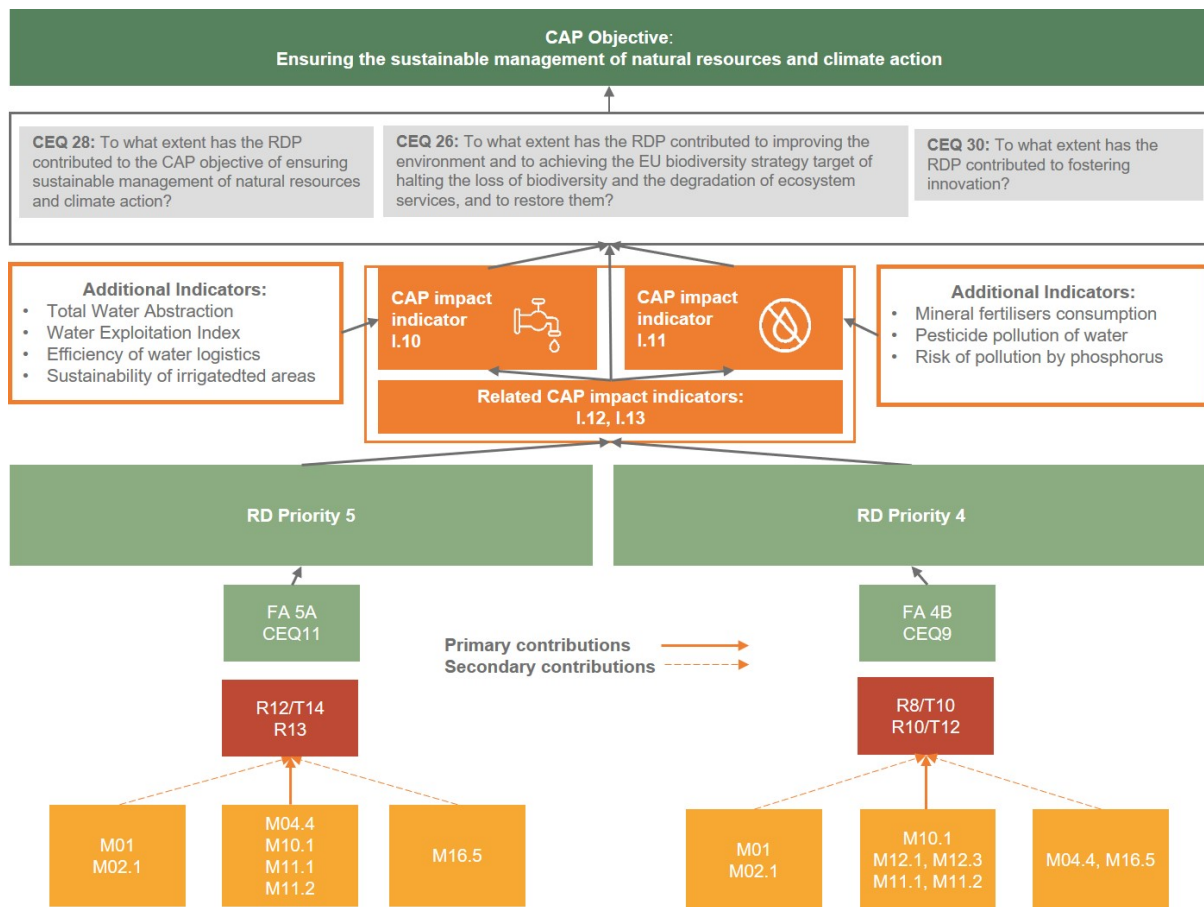 CAP Objective:
Ensuring the sustainable management of natural resources and climate action
CEQ 28: To what extent has the RDP
contributed to the CAP objective of ensuring
sustainable management of natural resources
and climate action?
CEQ 26: To what extent has the RDP contributed to improving the
environment and to achieving the EU biodiversity strategy target of
halting the loss of biodiversity and the degradation of ecosystem
services, and to restore them?
CEQ 30: To what extent has the
RDP contributed to fostering
innovation?
Additional Indicators:
• Total Water Abstraction
• Water Exploitation Index
• Efficiency of water logistics
• Sustainability of irrigatedted areas
CAP impact
indicator
I.10
CAP impact
indicator
I.11
Additional Indicators:
• Mineral fertilisers consumption
• Pesticide pollution of water
• Risk of pollution by phosphorus
Related CAP impact indicators:
I.12, I.13
RD Priority 5
RD Priority 4
FA 5A
CEQ11
FA 4B
CEQ9
Primary contributions
Secondary contributions
R12/T14
R13
R8/T10
R10/T12
M01
M02.1
M04.4
M10.1
M11.1
M11.2
M16.5
M01
M02.1
M10.1
M12.1, M12.3
M11.1, M11.2
M04.4, M16.5